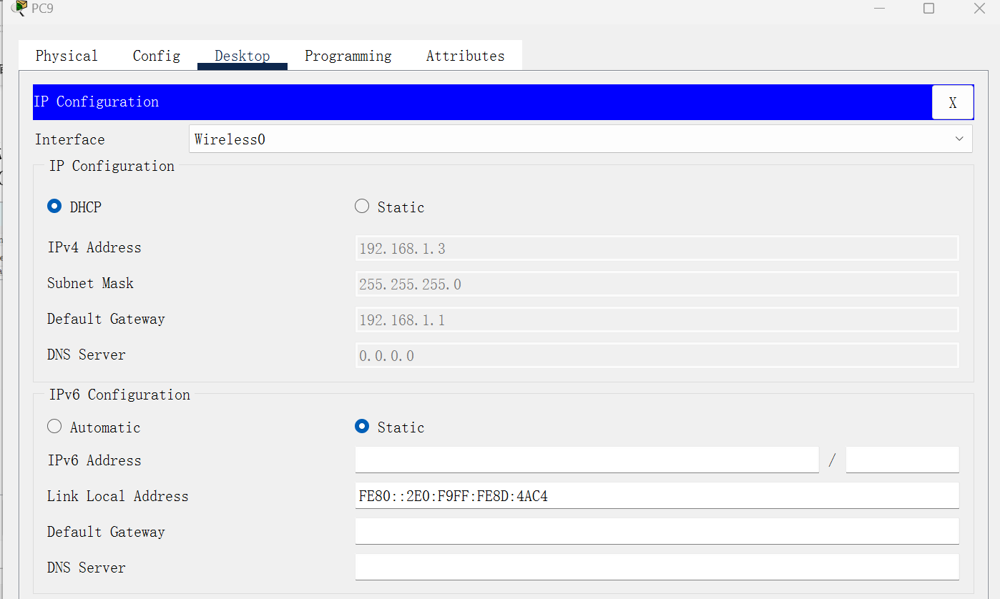 PC9
Physical Config Desktop Programming Attributes
IP Configuration X
Interface Wireless0
IP Configuration
DHCP Static
IPv4 Address 192.168.1.3
Subnet Mask 255.255.255.0
Default Gateway 192.168.1.1
DNS Server 0.0.0.0
IPv6 Configuration
Automatic Static
IPv6 Address /
Link Local Address FE80::2E0:F9FF:FE8D:4AC4
Default Gateway
DNS Server